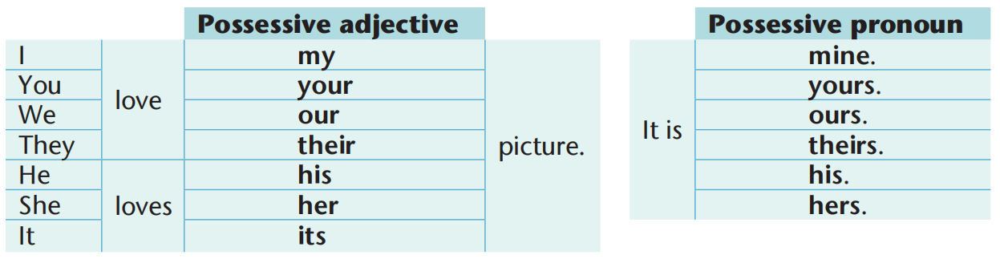 Possessive adjective Possessive pronoun
I my mine.
You your yours.
love
We our ours.
It is
They their picture. theirs.
He his his.
She loves her hers.
It its